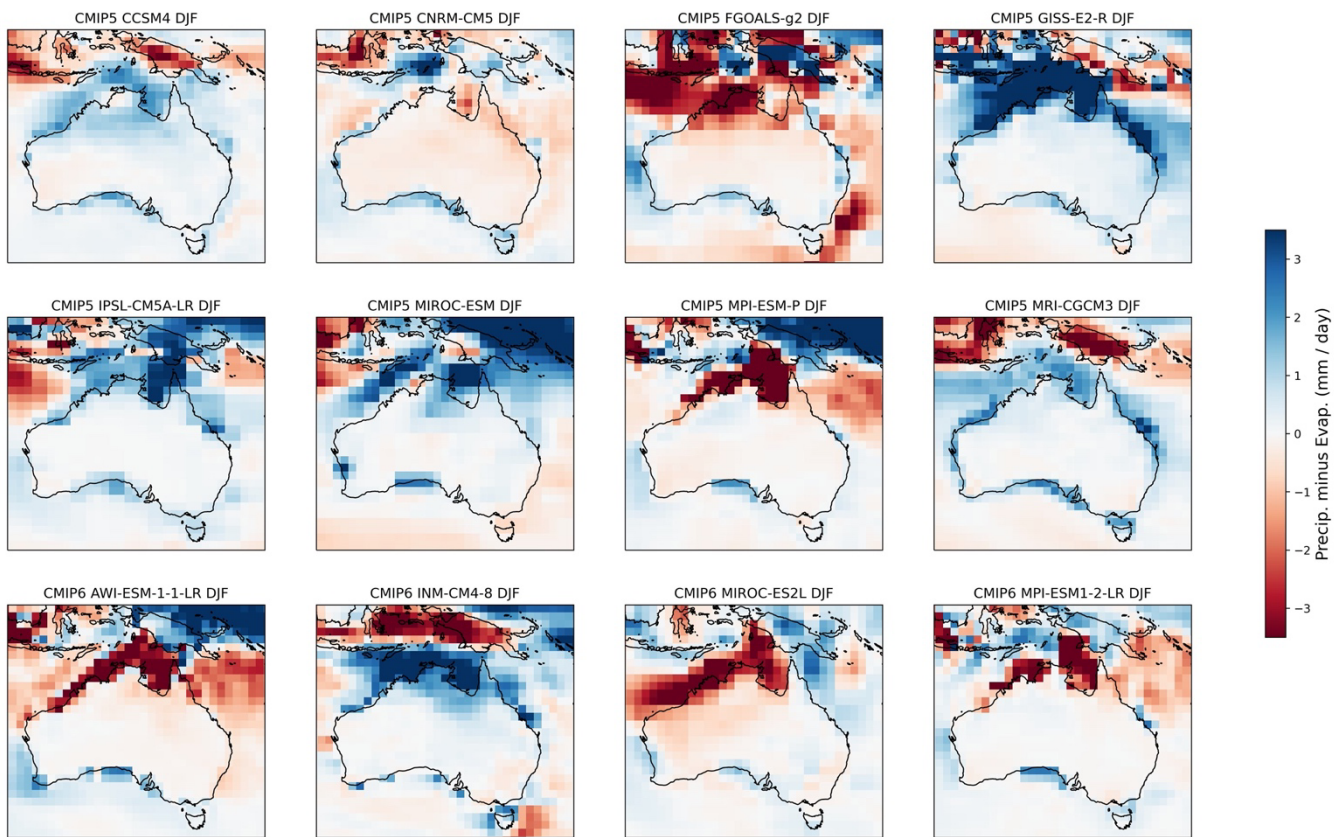 CMIP5 CCSM4 DJF
CMIP5 CNRM-CM5 DJF
CMIP5 FGOALS-g2 DJF
CMIP5 GISS-E2-R DJF
CMIP5 IPSL-CM5A-LR DJF
CMIP5 MIROC-ESM DJF
CMIP5 MPI-ESM-P DJF
CMIP5 MRI-CGCM3 DJF
CMIP6 AWI-ESM-1-1-LR DJF
CMIP6 INM-CM4-8 DJF
CMIP6 MIROC-ES2L DJF
CMIP6 MPI-ESM1-2-LR DJF
3
2
1
0
−1
−2
−3
Precip. minus Evap. (mm / day)